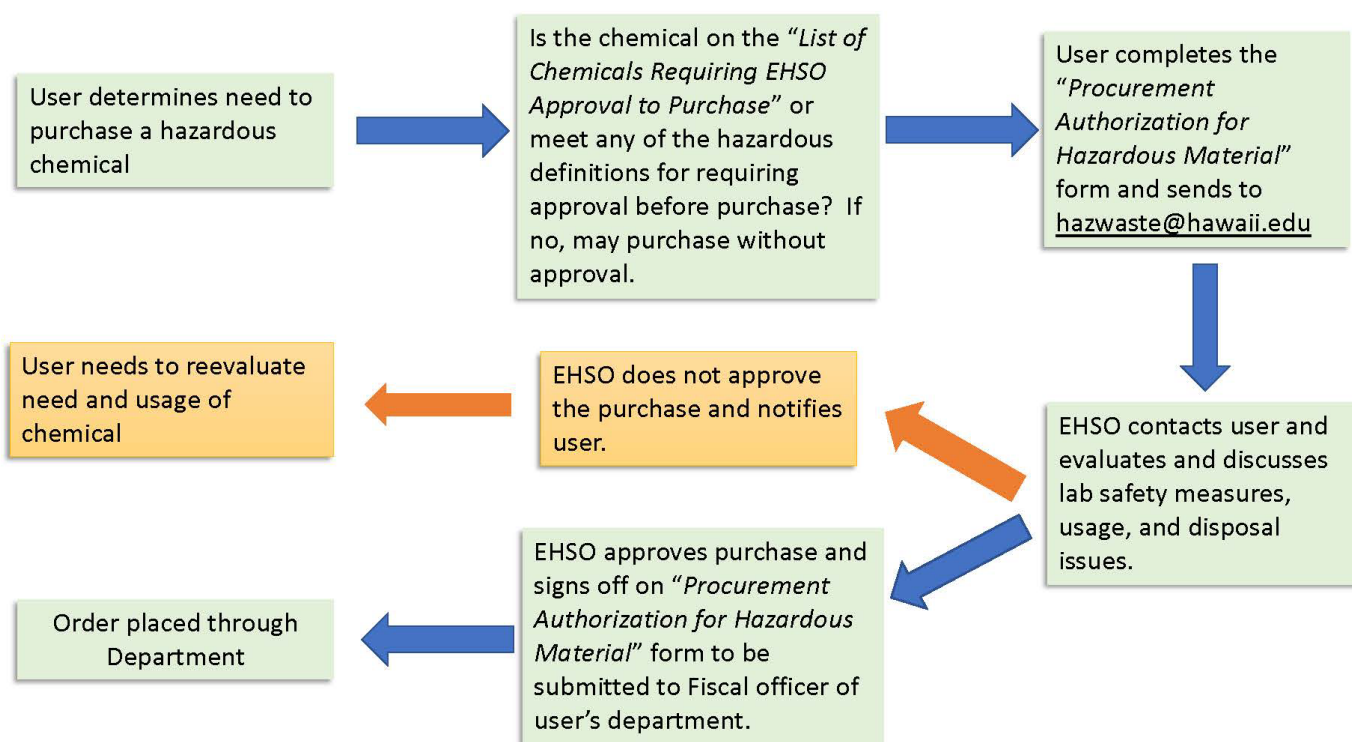 User determines need to
purchase a hazardous
chemical
Is the chemical on the “List of
Chemicals Requiring EHSO
Approval to Purchase” or
meet any of the hazardous
definitions for requiring
approval before purchase?  If
no, may purchase without
approval.
User completes the
“Procurement
Authorization for
Hazardous Material”
form and sends to
hazwaste@hawaii.edu
EHSO contacts user and
evaluates and discusses
lab safety measures,
usage, and disposal
issues.
EHSO does not approve
the purchase and notifies
user.
User needs to reevaluate
need and usage of
chemical
EHSO approves purchase and
signs off on “Procurement
Authorization for Hazardous
Material” form to be
submitted to Fiscal officer of
user’s department.
Order placed through
Department